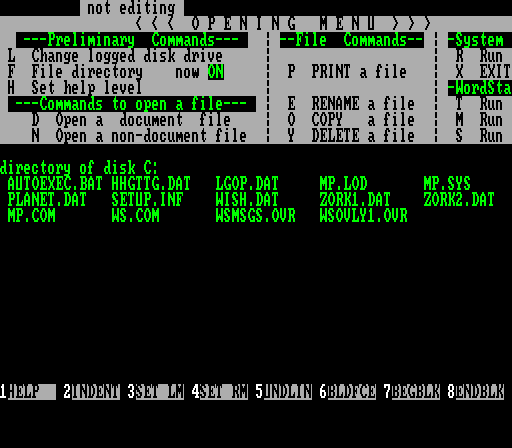 not editing
< < < O P E N I N G   M E N U > > >
---Preliminary Commands--- | --File Commands-- | -System
L Change logged disk drive | | R Run
F File directory now ON | P PRINT a file | X EXIT
H Set help level | | -WordSta
---Commands to open a file--- | E RENAME a file | T Run
D Open a document file | O COPY a file | M Run
N Open a non-document file | Y DELETE a file | S Run
directory of disk C:
AUTOEXEC.BAT HHGTTG.DAT LGOP.DAT MP.LOD MP.SYS
PLANET.DAT SETUP.INF WISH.DAT ZORK1.DAT ZORK2.DAT
MP.COM WS.COM WSMSGS.OVR WSOVLY1.OVR
1HELP 2INDENT 3SET LM 4SET RM 5UNDLIN 6BLDFCE 7BEGBLK 8ENDBLK